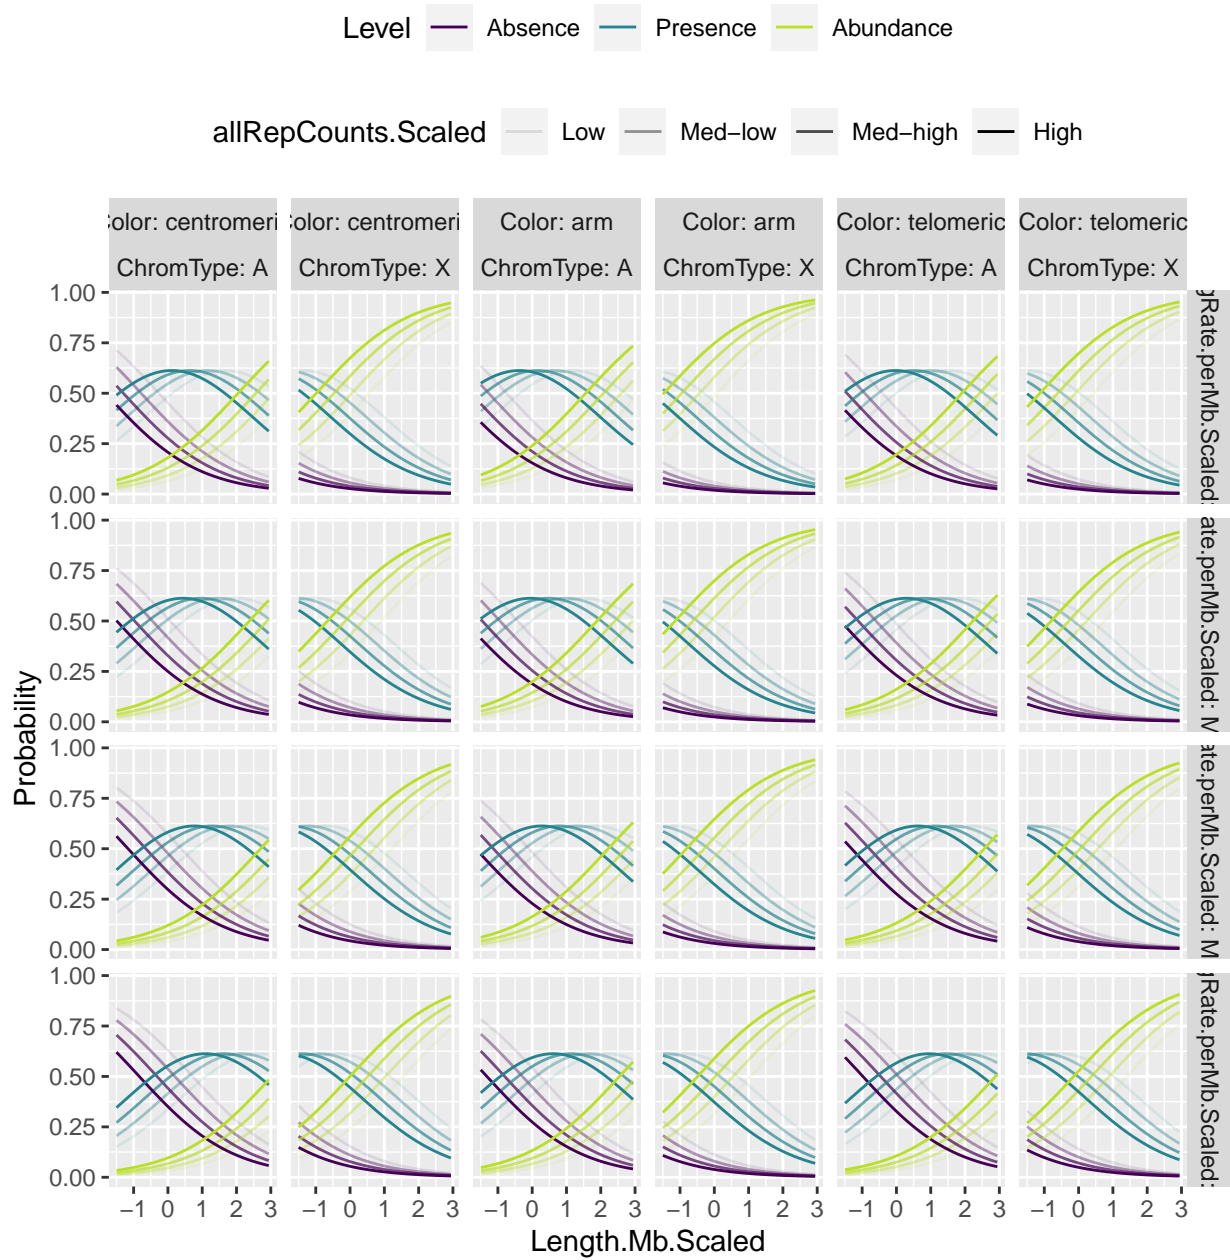 Level Absence Presence Abundance
allRepCounts.Scaled Low Med−low Med−high High
Color: centromeri Color: centromeri Color: arm Color: arm Color: telomeric Color: telomeric
ChromType: A ChromType: X ChromType: A ChromType: X ChromType: A ChromType: X
1.00
0.75
0.50
0.25
0.00
gRate.perMb.Scaled:
1.00
0.75
0.50
0.25
0.00
ate.perMb.Scaled: M
1.00
0.75
0.50
0.25
0.00
ate.perMb.Scaled: M
1.00
0.75
0.50
0.25
0.00
gRate.perMb.Scaled:
Probability
−1 0 1 2 3 −1 0 1 2 3 −1 0 1 2 3 −1 0 1 2 3 −1 0 1 2 3 −1 0 1 2 3
Length.Mb.Scaled